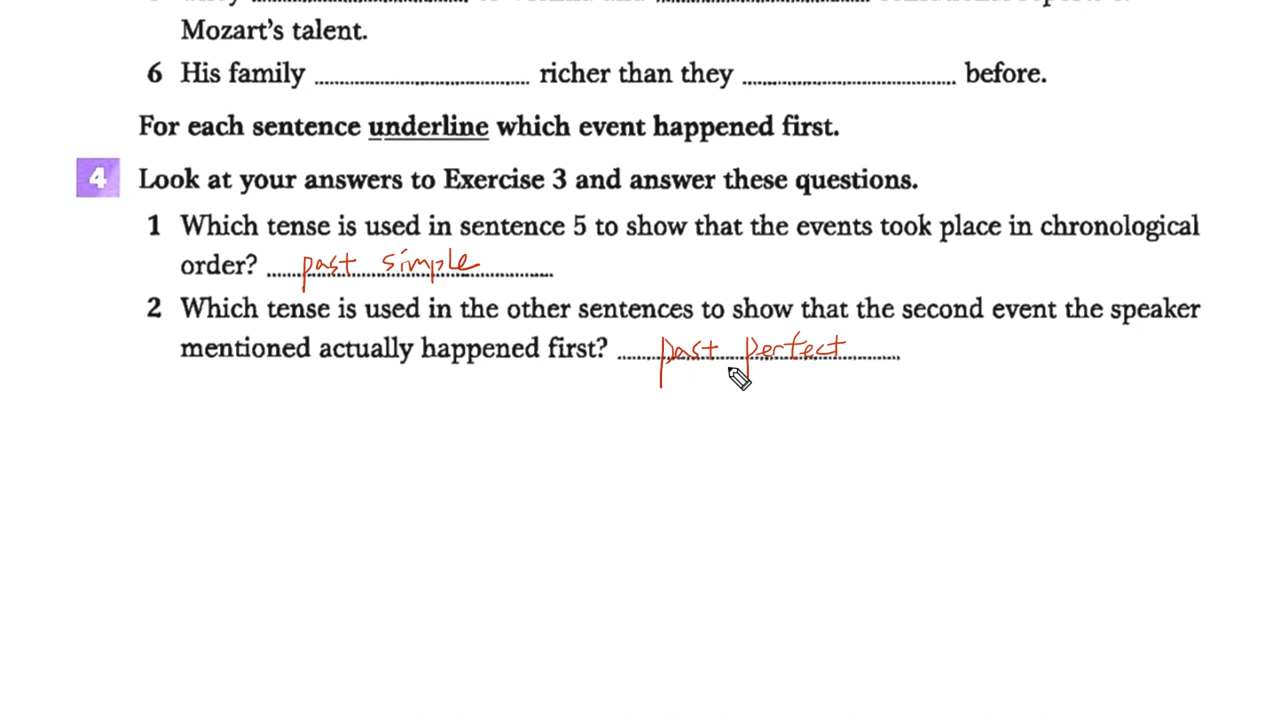 Mozart's talent.
6 His family ........................ richer than they ........................ before.
For each sentence underline which event happened first.
4 Look at your answers to Exercise 3 and answer these questions.
1 Which tense is used in sentence 5 to show that the events took place in chronological
order? past simple
2 Which tense is used in the other sentences to show that the second event the speaker
mentioned actually happened first? past perfect